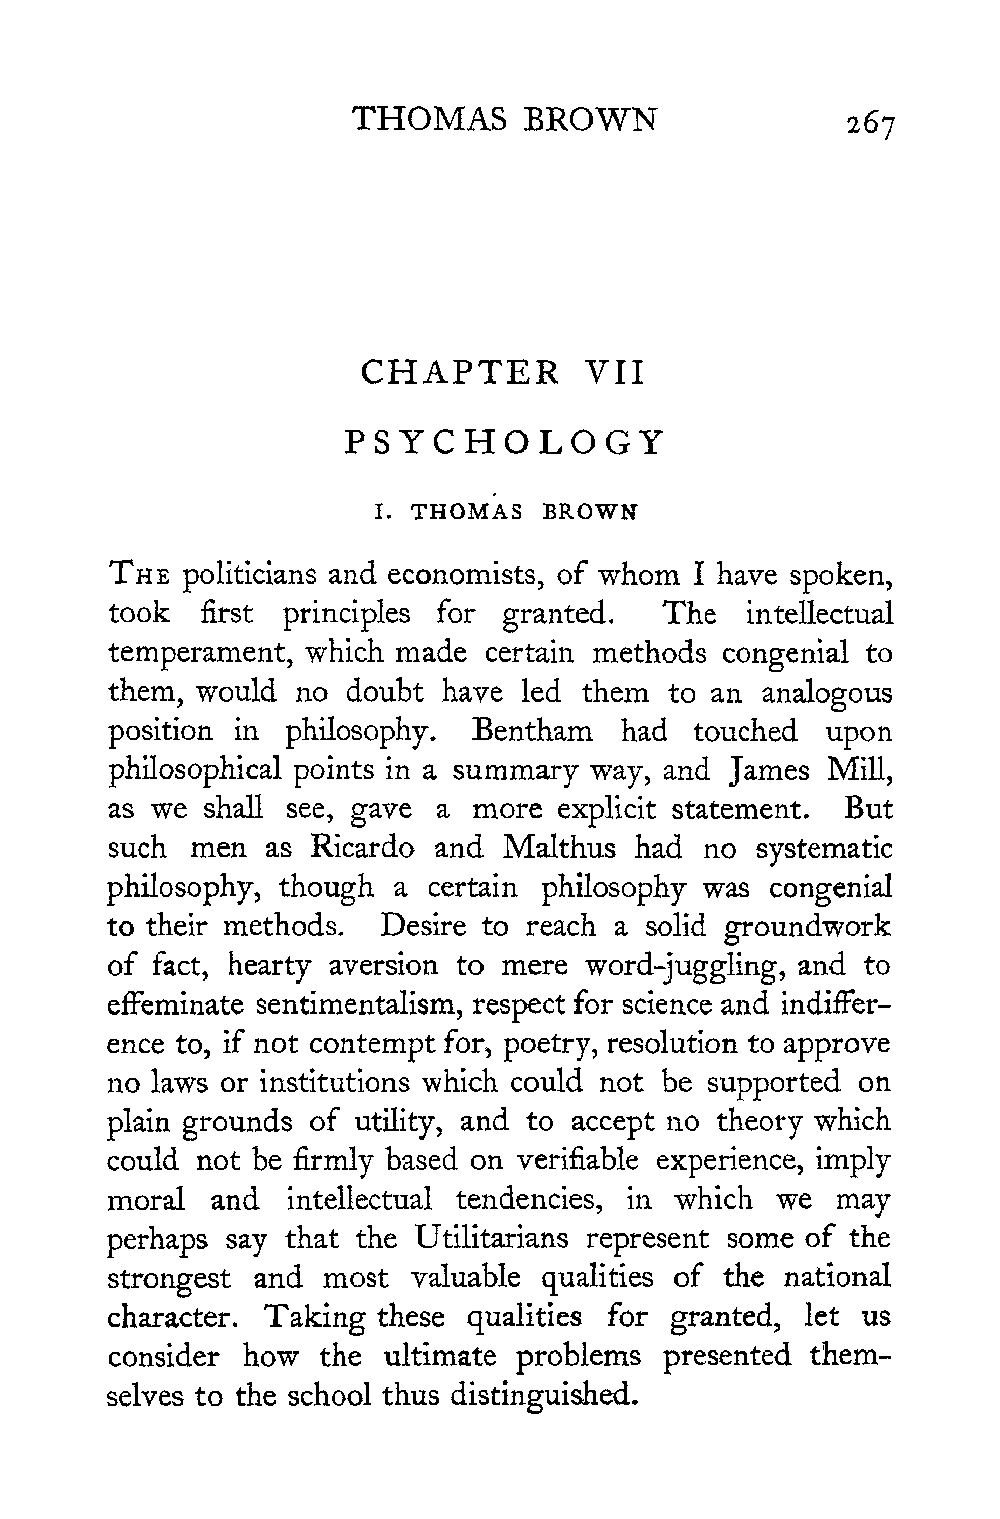 THOMAS BROWN 267
CHAPTER VII
PSYCHOLOGY
I. THOMAS BROWN
THE politicians and economists, of whom I have spoken,
took first principles for granted. The intellectual
temperament, which made certain methods congenial to
them, would no doubt have led them to an analogous
position in philosophy. Bentham had touched upon
philosophical points in a summary way, and James Mill,
as we shall see, gave a more explicit statement. But
such men as Ricardo and Malthus had no systematic
philosophy, though a certain philosophy was congenial
to their methods. Desire to reach a solid groundwork
of fact, hearty aversion to mere word-juggling, and to
effeminate sentimentalism, respect for science and indiffer-
ence to, if not contempt for, poetry, resolution to approve
no laws or institutions which could not be supported on
plain grounds of utility, and to accept no theory which
could not be firmly based on verifiable experience, imply
moral and intellectual tendencies, in which we may
perhaps say that the Utilitarians represent some of the
strongest and most valuable qualities of the national
character. Taking these qualities for granted, let us
consider how the ultimate problems presented them-
selves to the school thus distinguished.